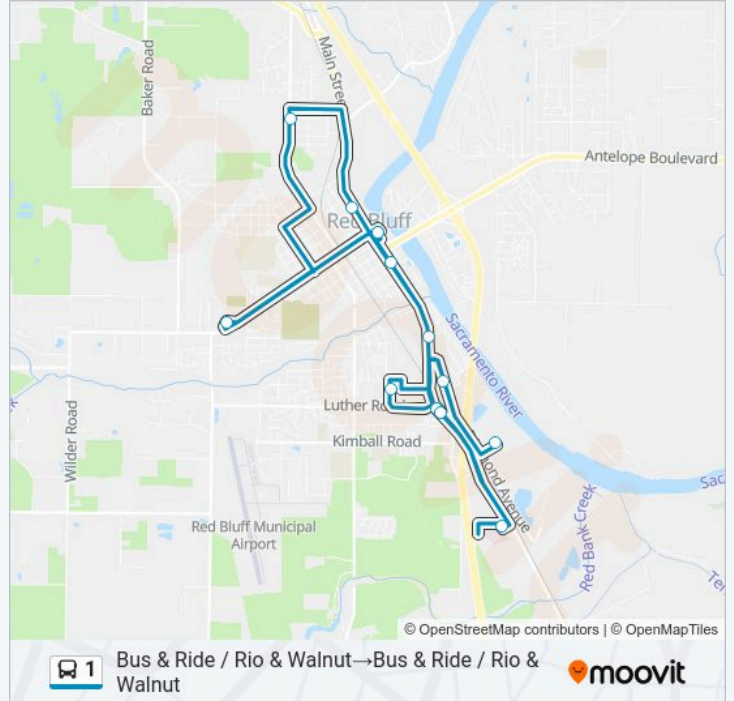 Baker Road
Main Stree
Antelope Boulevard
Red Bluff
Sacramento River
Luther Ro
Kimball Road
Wilder Road
ond Avenue
Sac
Red Bluff Municipal
Airport
Red Bank Creek
Te
© OpenStreetMap contributors | © OpenMapTiles
1 Bus & Ride / Rio & Walnut→Bus & Ride / Rio &
Walnut
moovit